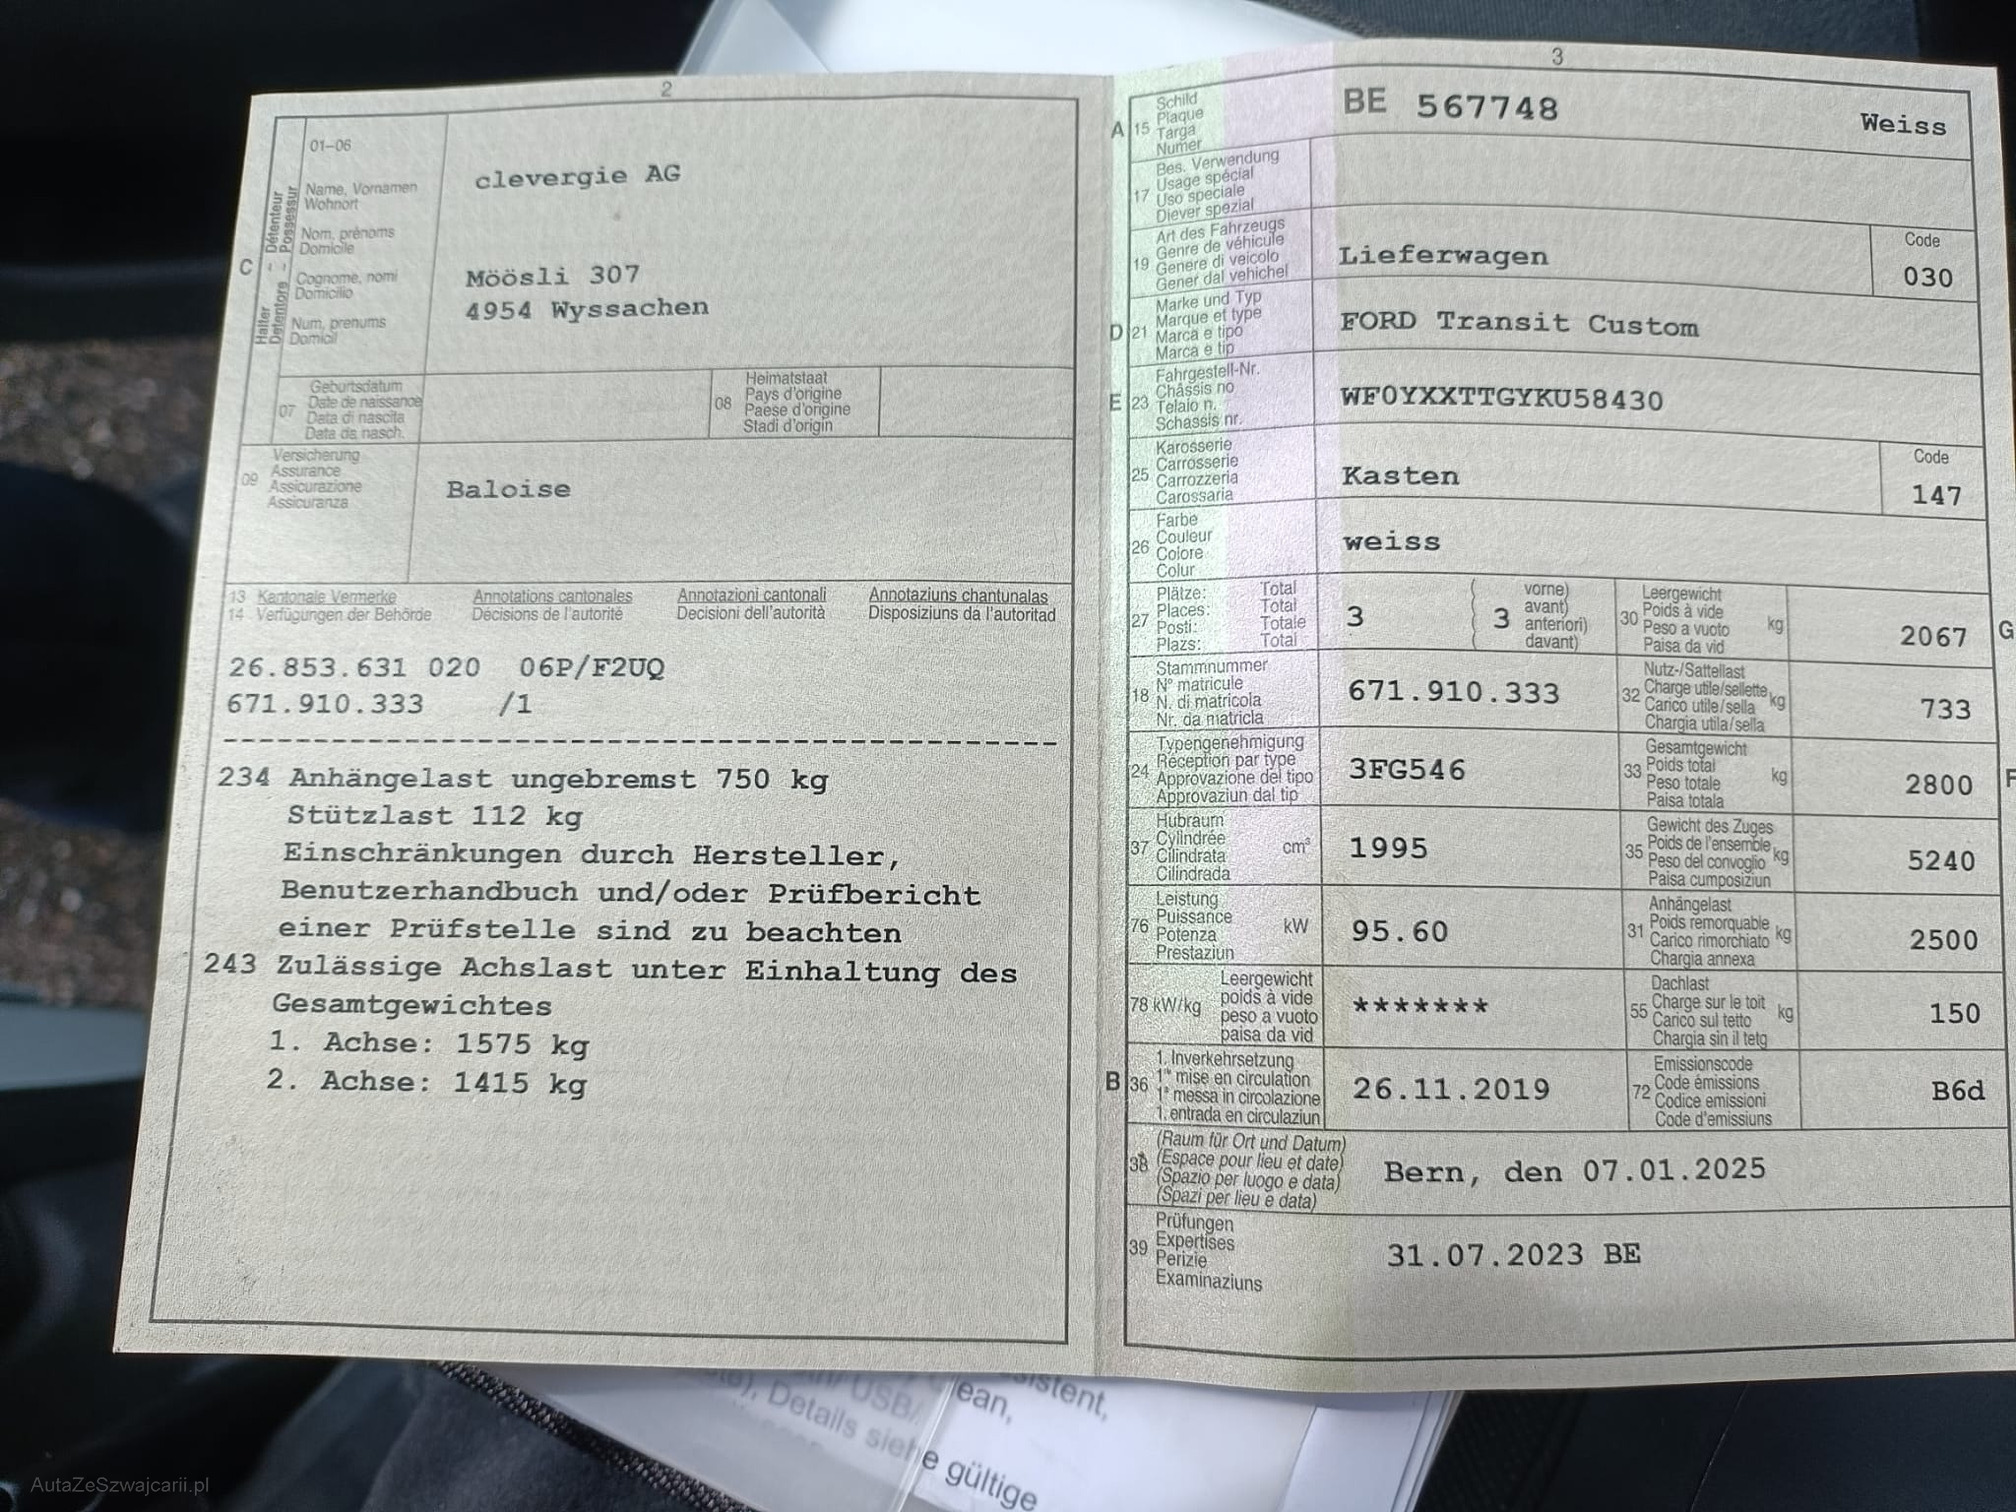 2
01–06
Name, Vornamen
Wohnort
Nom, prénoms
Domicile
Cognome, nomi
Domicilio
Num, prenums
Domicil
C
Halter – Détenteur
Detentors – Possessur
clevergie AG
Möösli 307
4954 Wyssachen
07
Geburtsdatum
Date de naissance
Data di nascita
Data da nasch.
08
Heimatstaat
Pays d'origine
Paese d'origine
Stadi d'origin
09
Versicherung
Assurance
Assicurazione
Assicuranza
Baloise
13 Kantonale Vermerke Annotations cantonales Annotazioni cantonali Annotaziuns chantunalas
14 Verfügungen der Behörde Décisions de l'autorité Decisioni dell'autorità Disposiziuns da l'autoritad
26.853.631 020 06P/F2UQ
671.910.333 /1
234 Anhängelast ungebremst 750 kg
Stützlast 112 kg
Einschränkungen durch Hersteller,
Benutzerhandbuch und/oder Prüfbericht
einer Prüfstelle sind zu beachten
243 Zulässige Achslast unter Einhaltung des
Gesamtgewichtes
1. Achse: 1575 kg
2. Achse: 1415 kg
3
A 15
Schild
Plaque
Targa
Numer
BE 567748 Weiss
17
Bes. Verwendung
Usage spécial
Uso speciale
Diever spezial
19
Art des Fahrzeugs
Genre de véhicule
Genere di veicolo
Gener dal vehichel
Lieferwagen
Code
030
D 21
Marke und Typ
Marque et type
Marca e tipo
Marca e tip
FORD Transit Custom
E 23
Fahrgestell-Nr.
Châssis no
Telaio n.
Schassis nr.
WF0YXXTTGYKU58430
25
Karosserie
Carrosserie
Carrozzeria
Carossaria
Kasten
Code
147
26
Farbe
Couleur
Colore
Colur
weiss
27
Plätze: Total
Places: Total
Posti: Totale
Plazs: Total
3
( 3
vorne)
avant)
anteriori)
davant)
30
Leergewicht
Poids à vide
Peso a vuoto
Paisa da vid
kg
2067
G
18
Stammnummer
N° matricule
N. di matricola
Nr. da matricla
671.910.333
32
Nutz-/Sattellast
Charge utile/sellette
Carico utile/sella
Chargia utila/sella
kg
733
24
Typengenehmigung
Réception par type
Approvazione del tipo
Approvaziun dal tip
3FG546
33
Gesamtgewicht
Poids total
Peso totale
Paisa totala
kg
2800
F
37
Hubraum
Cylindrée
Cilindrata
Cilindrada
cm³
1995
35
Gewicht des Zuges
Poids de l'ensemble
Peso del convoglio
Paisa cumposiziun
kg
5240
76
Leistung
Puissance
Potenza
Prestaziun
kW
95.60
31
Anhängelast
Poids remorquable
Carico rimorchiato
Chargia annexa
kg
2500
78 kW/kg
Leergewicht
poids à vide
peso a vuoto
paisa da vid
*******
55
Dachlast
Charge sur le toit
Carico sul tetto
Chargia sin il tetg
kg
150
B 36
1. Inverkehrsetzung
1re mise en circulation
1a messa in circolazione
1. entrada en circulaziun
26.11.2019
72
Emissionscode
Code émissions
Codice emissioni
Code d'emissiuns
B6d
38
(Raum für Ort und Datum)
(Espace pour lieu et date)
(Spazio per luogo e data)
(Spazi per lieu e data)
Bern, den 07.01.2025
39
Prüfungen
Expertises
Perizie
Examinaziuns
31.07.2023 BE
USB/
ean,
Details siehe gültige
AutaZeSzwajcarii.pl